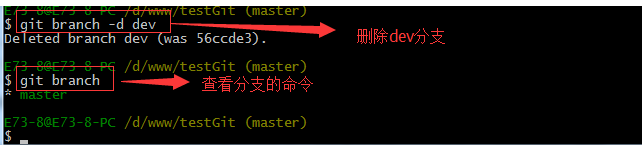 E73-8@E73-8-PC /d/www/testGit (master)
$ git branch -d dev
Deleted branch dev (was 56ccde3).
删除dev分支
E73-8@E73-8-PC /d/www/testGit (master)
$ git branch
查看分支的命令
* master
E73-8@E73-8-PC /d/www/testGit (master)
$